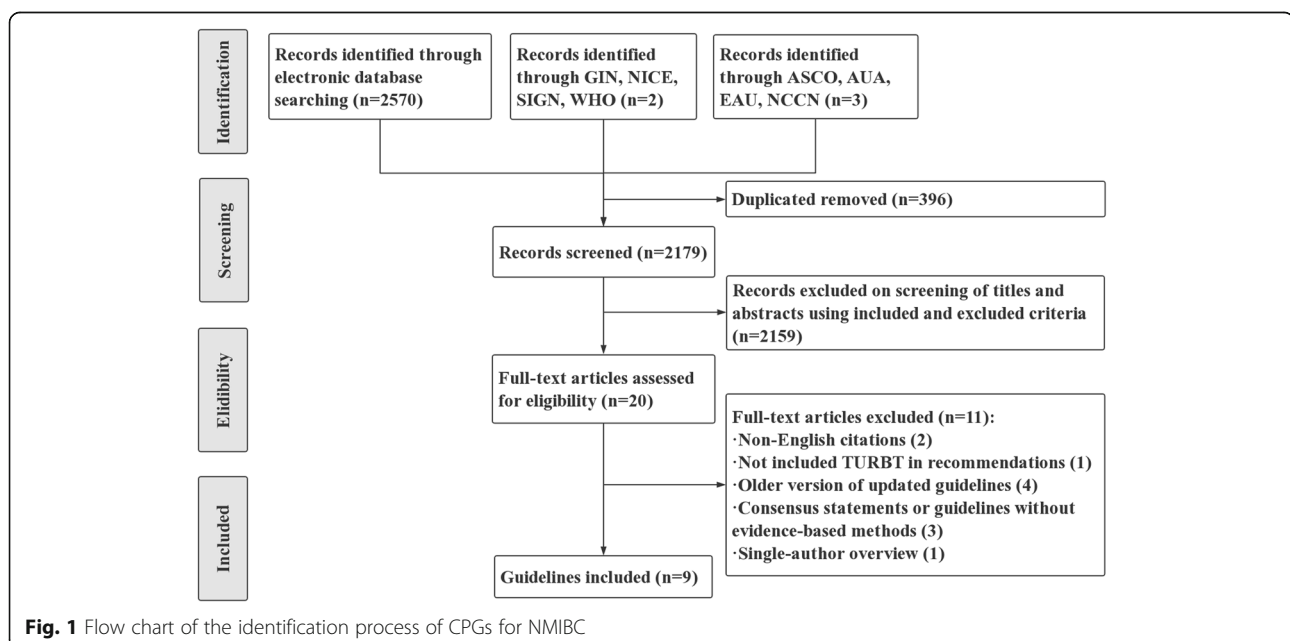 Identification
Records identified through
electronic database
searching (n=2570)
Records identified
through GIN, NICE,
SIGN, WHO (n=2)
Records identified
through ASCO, AUA,
EAU, NCCN (n=3)
Duplicated removed (n=396)
Screening
Records screened (n=2179)
Records excluded on screening of titles and
abstracts using included and excluded criteria
(n=2159)
Elidibility
Full-text articles assessed
for eligibility (n=20)
Full-text articles excluded (n=11):
·Non-English citations (2)
·Not included TURBT in recommendations (1)
·Older version of updated guidelines (4)
·Consensus statements or guidelines without
evidence-based methods (3)
·Single-author overview (1)
Included
Guidelines included (n=9)
Fig. 1 Flow chart of the identification process of CPGs for NMIBC